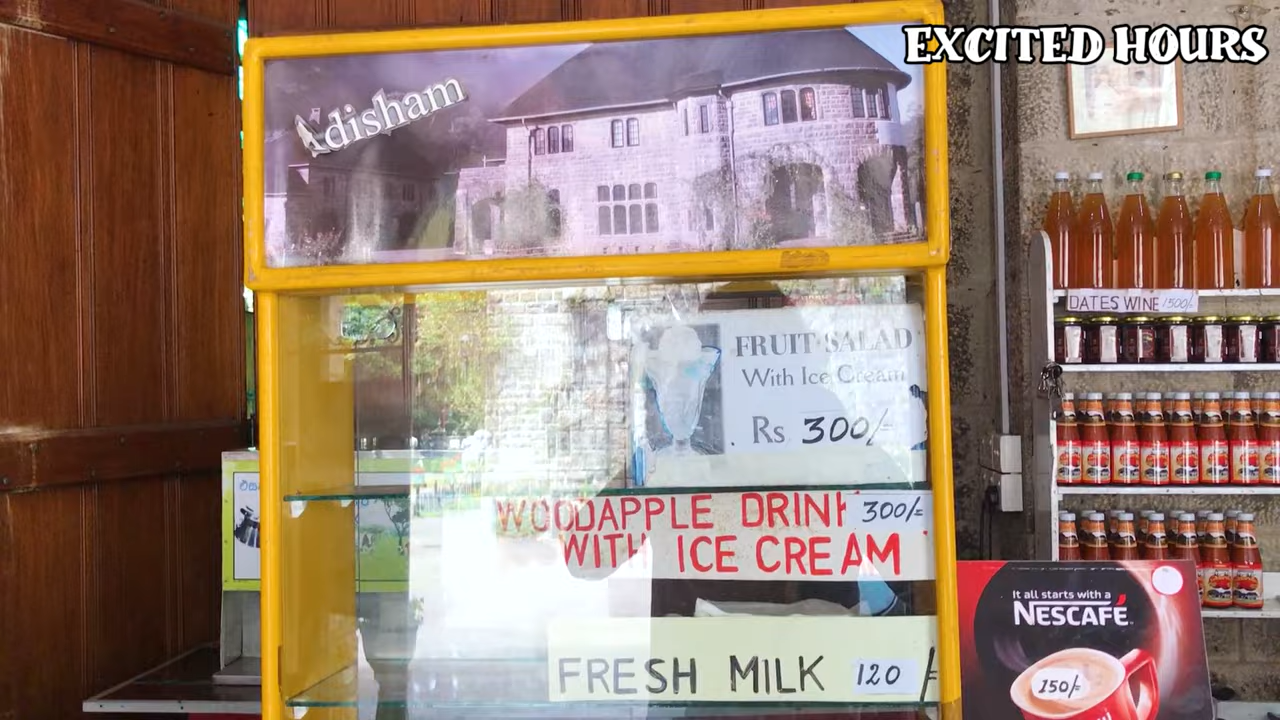 EXCITED HOURS
Adisham
DATES WINE 1500/-
FRUIT SALAD
With Ice Cream
Rs 300/-
WOODAPPLE DRINK 300/=
WITH ICE CREAM
It all starts with a
NESCAFÉ
150/-
FRESH MILK 120/=